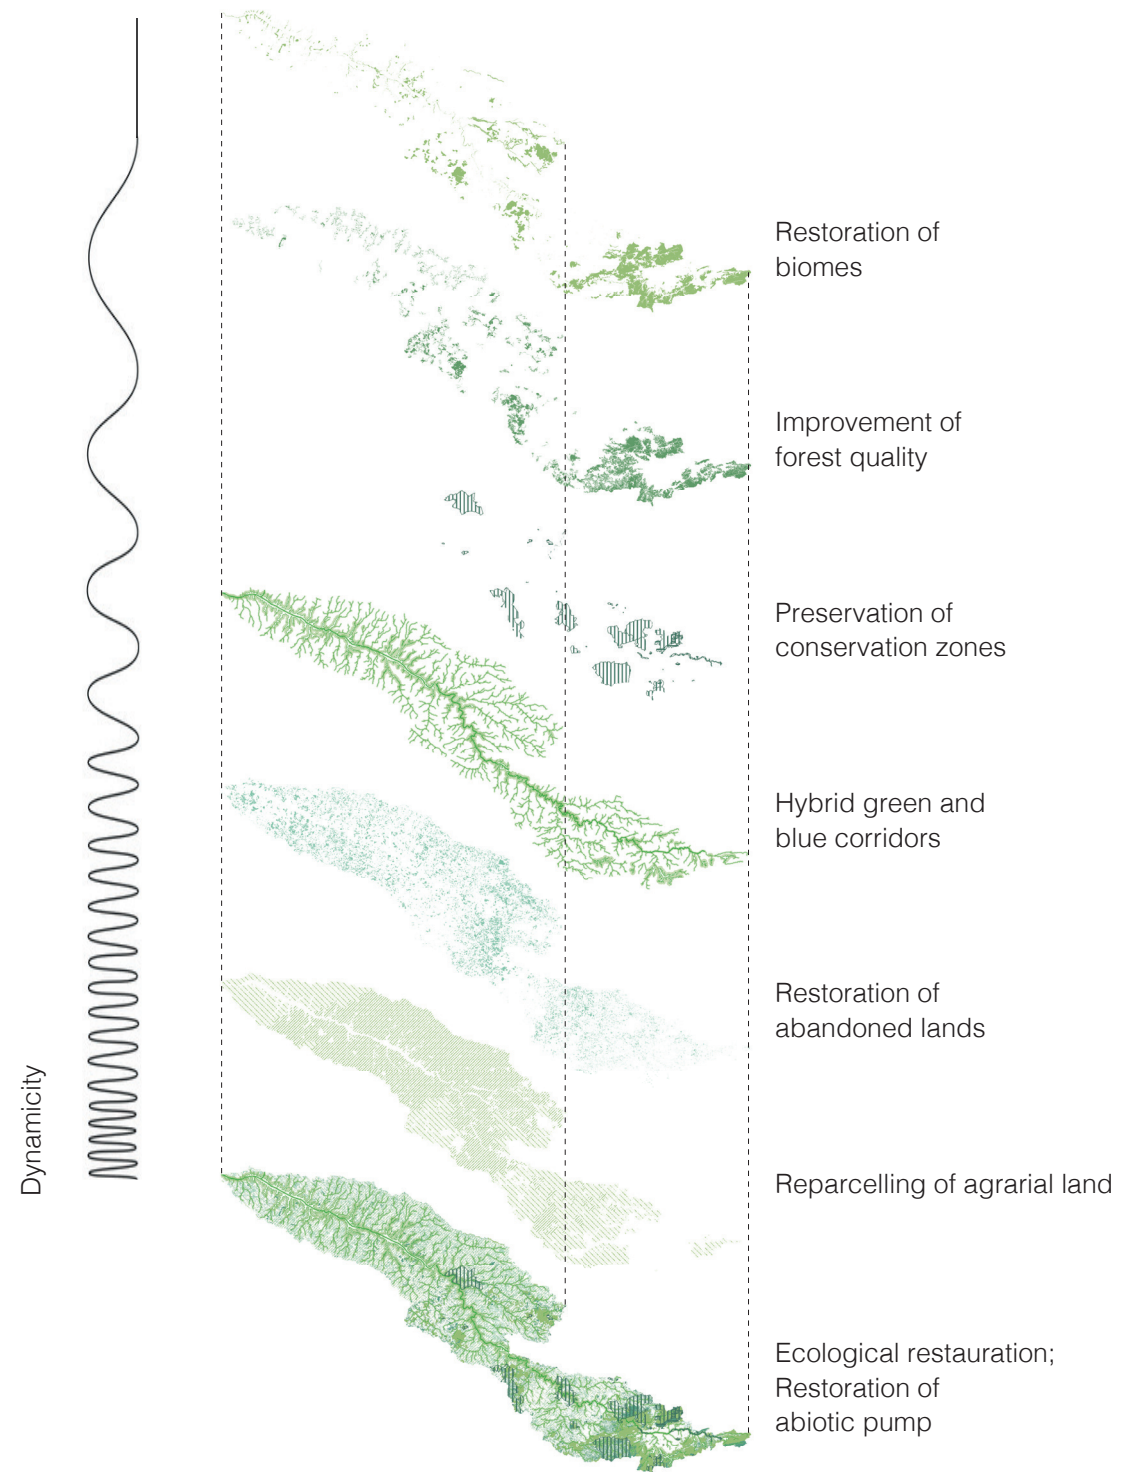 Restoration of
biomes
Improvement of
forest quality
Preservation of
conservation zones
Hybrid green and
blue corridors
Restoration of
abandoned lands
Dynamicity
Reparcelling of agrarial land
Ecological restauration;
Restoration of
abiotic pump